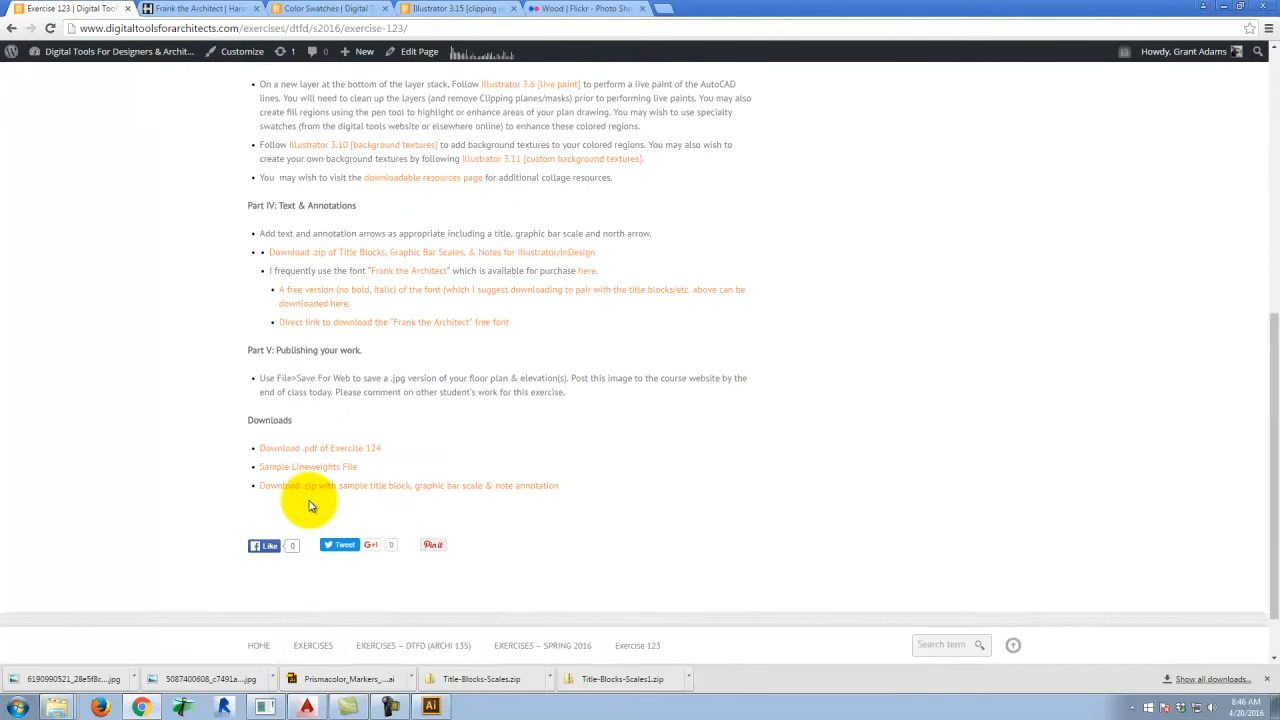 Exercise 123 | Digital Tools
Frank the Architect | Har
Color Swatches | Digital T
Illustrator 3.15 [clipping m
Wood | Flickr - Photo Sha
www.digitaltoolsforarchitects.com/exercises/dtfd/s2016/exercise-123/
Digital Tools For Designers
Customize
1
0
New
Edit Page
Howdy, Grant Adams
• On a new layer at the bottom of the layer stack, Follow Illustrator 3.6 [live paint] to perform a live paint of the AutoCAD
lines. You will need to clean up the layers (and remove Clipping planes/masks) prior to performing live paints. You may also
create fill regions using the pen tool to highlight or enhance areas of your plan drawing. You may wish to use specialty
swatches (from the digital tools website or elsewhere online) to enhance these colored regions.
• Follow Illustrator 3.10 [background textures] to add background textures to your colored regions. You may also wish to
create your own background textures by following Illustrator 3.11 [custom background textures].
• You may wish to visit the downloadable resources page for additional collage resources.
Part IV: Text & Annotations
• Add text and annotation arrows as appropriate including a title, graphic bar scale and north arrow.
• • Download .zip of Title Blocks, Graphic Bar Scales, & Notes for Illustrator/InDesign
• I frequently use the font “Frank the Architect” which is available for purchase here.
• A free version (no bold, italic) of the font (which I suggest downloading to pair with the title blocks/etc. above can be
downloaded here.
• Direct link to download the “Frank the Architect” free font
Part V: Publishing your work.
• Use File>Save For Web to save a .jpg version of your floor plan & elevation(s). Post this image to the course website by the
end of class today. Please comment on other student's work for this exercise.
Downloads
• Download .pdf of Exercise 124
• Sample Lineweights File
• Download .zip with sample title block, graphic bar scale & note annotation
Like
0
Tweet
G+1
0
Pin it
HOME
EXERCISES
EXERCISES – DTFD (ARCHI 135)
EXERCISES – SPRING 2016
Exercise 123
Search term
6190990521_28e5f8c....jpg
5087400608_c7491a....jpg
Prismacolor_Markers_....ai
Title-Blocks-Scales.zip
Title-Blocks-Scales1.zip
Show all downloads...
8:46 AM
4/20/2016